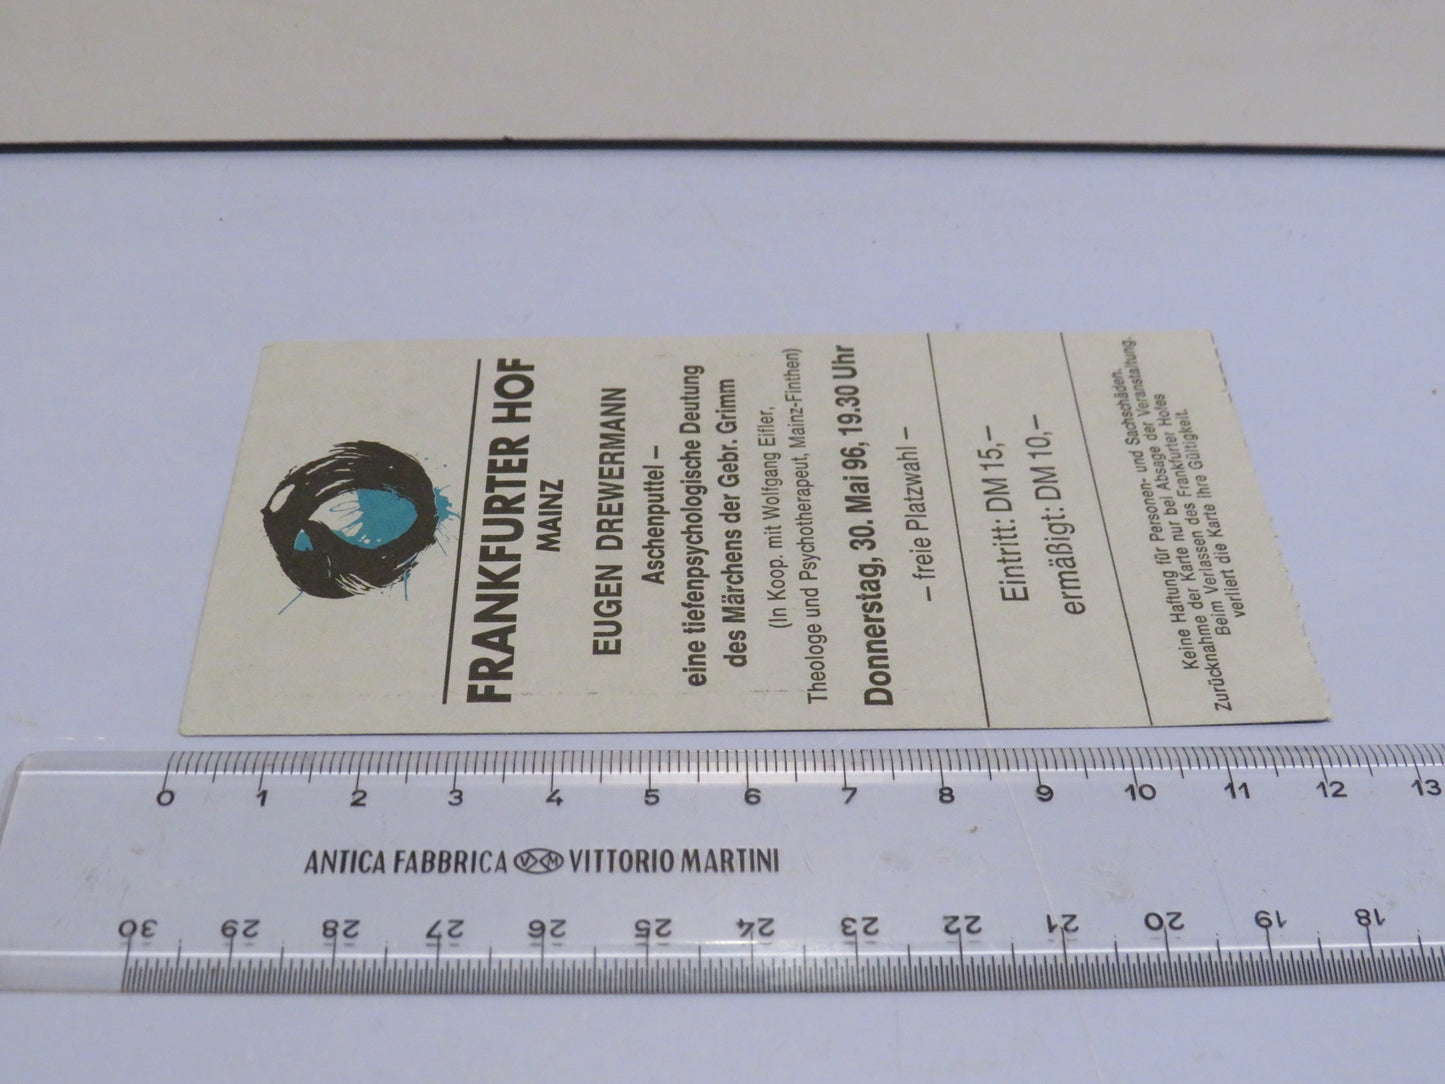 FRANKFURTER HOF
MAINZ
EUGEN DREWERMANN
Aschenputtel –
eine tiefenpsychologische Deutung
des Märchens der Gebr. Grimm
(In Koop. mit Wolfgang Eifler,
Theologe und Psychotherapeut, Mainz-Finthen)
Donnerstag, 30. Mai 96, 19.30 Uhr
– freie Platzwahl –
Eintritt: DM 15,–
ermäßigt: DM 10,–
Keine Haftung für Personen- und Sachschäden.
Zurücknahme der Karte nur bei Absage der Veranstaltung.
Beim Verlassen des Frankfurter Hofes
verliert die Karte ihre Gültigkeit.
0 1 2 3 4 5 6 7 8 9 10 11 12 13
ANTICA FABBRICA VM VITTORIO MARTINI
30 29 28 27 26 25 24 23 22 21 20 19 18